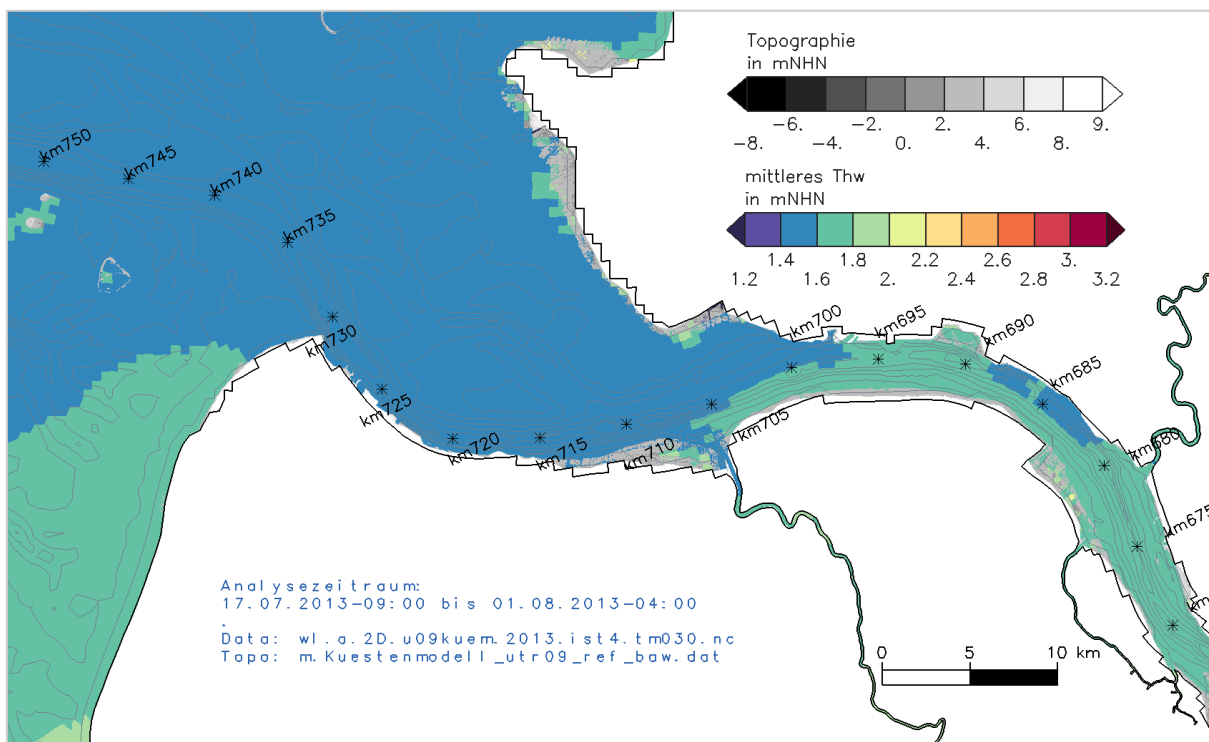 Topographie
in mNHN
-6. -2. 2. 6. 9.
-8. -4. 0. 4. 8.
mittleres Thw
in mNHN
1.4 1.8 2.2 2.6 3.
1.2 1.6 2. 2.4 2.8 3.2
km750
km745
km740
km735
km730
km725
km720
km715
km710
km705
km700
km695
km690
km685
km680
km675
Analysezeitraum:
17.07.2013-09:00 bis 01.08.2013-04:00
.
Data: wl.a.2D.u09kuem.2013.ist4.tm030.nc
Topo: m.Kuestenmodell_utr09_ref_baw.dat
0 5 10 km